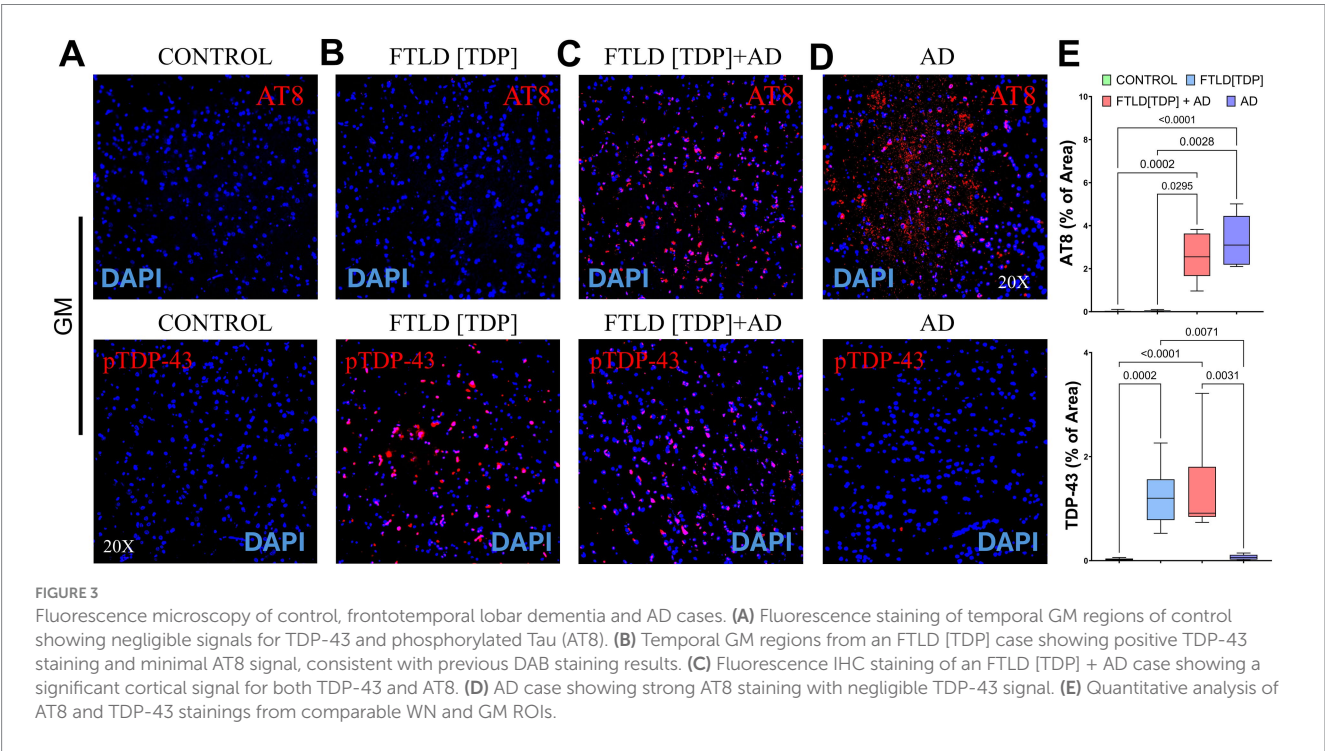 A CONTROL B FTLD [TDP] C FTLD [TDP]+AD D AD E
AT8 AT8 AT8 AT8
DAPI DAPI DAPI 20X
GM
CONTROL FTLD [TDP] FTLD [TDP]+AD AD
pTDP-43 pTDP-43 pTDP-43 pTDP-43
20X DAPI DAPI DAPI DAPI
CONTROL FTLD[TDP]
FTLD[TDP] + AD AD
AT8 (% of Area)
10
8
6
4
2
0
<0.0001
0.0028
0.0002
0.0295
TDP-43 (% of Area)
4
2
0
0.0071
<0.0001
0.0002 0.0031
FIGURE 3
Fluorescence microscopy of control, frontotemporal lobar dementia and AD cases. (A) Fluorescence staining of temporal GM regions of control
showing negligible signals for TDP-43 and phosphorylated Tau (AT8). (B) Temporal GM regions from an FTLD [TDP] case showing positive TDP-43
staining and minimal AT8 signal, consistent with previous DAB staining results. (C) Fluorescence IHC staining of an FTLD [TDP] + AD case showing a
significant cortical signal for both TDP-43 and AT8. (D) AD case showing strong AT8 staining with negligible TDP-43 signal. (E) Quantitative analysis of
AT8 and TDP-43 stainings from comparable WN and GM ROIs.